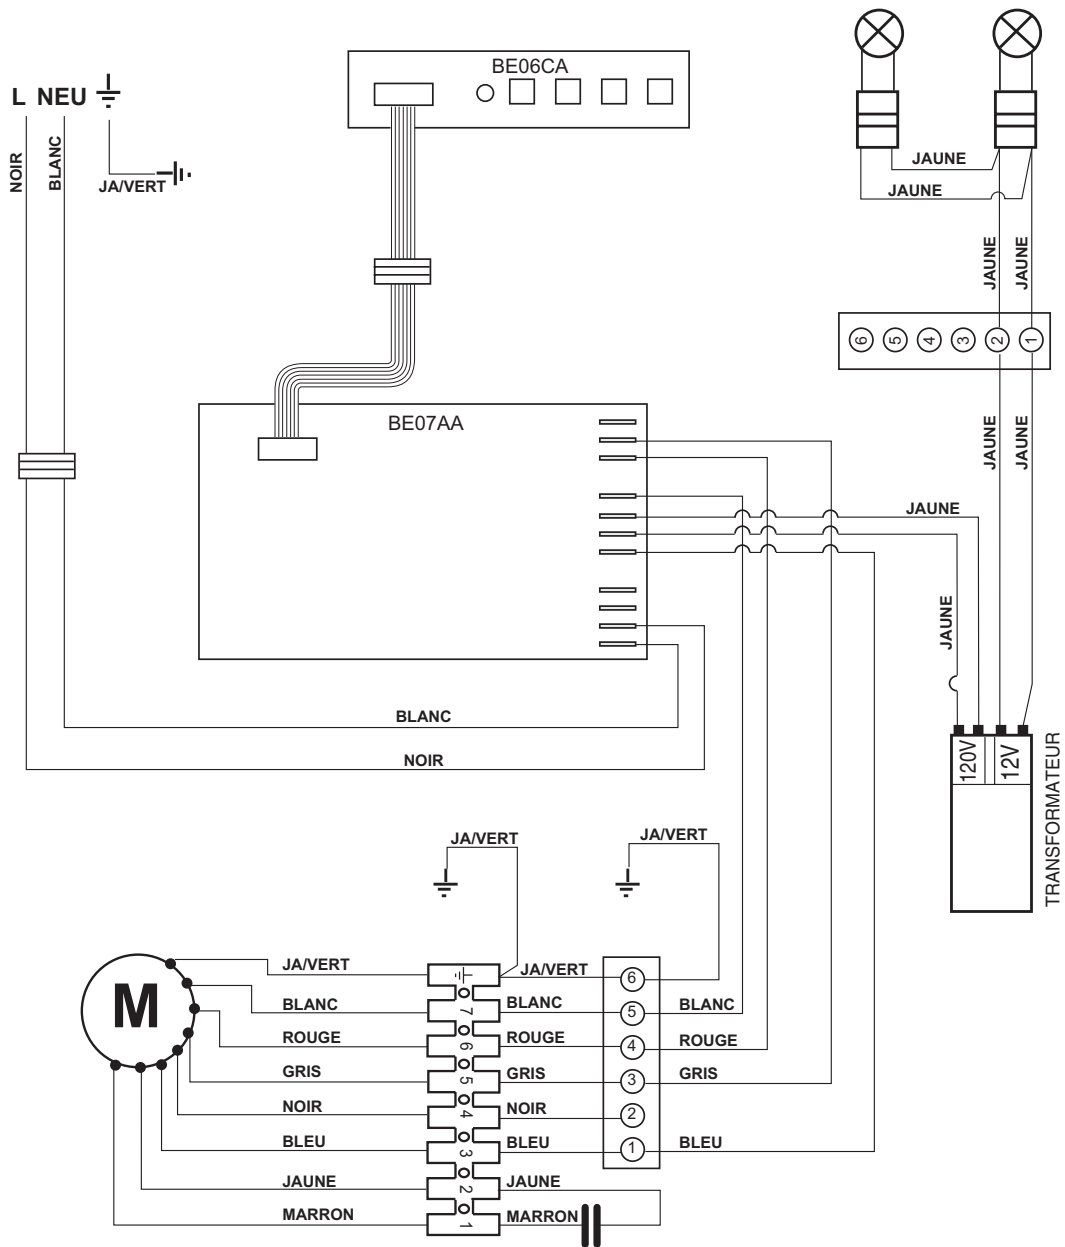 BE06CA
L NEU
NOIR
BLANC
JA/VERT
JAUNE
JAUNE
JAUNE
JAUNE
6 5 4 3 2 1
BE07AA
JAUNE
JAUNE
JAUNE
JAUNE
BLANC
NOIR
120V
12V
TRANSFORMATEUR
JA/VERT
JA/VERT
M
JA/VERT
JA/VERT
6
BLANC
7
BLANC
5
BLANC
ROUGE
6
ROUGE
4
ROUGE
GRIS
5
GRIS
3
GRIS
NOIR
4
NOIR
2
BLEU
3
BLEU
1
BLEU
JAUNE
2
JAUNE
MARRON
1
MARRON